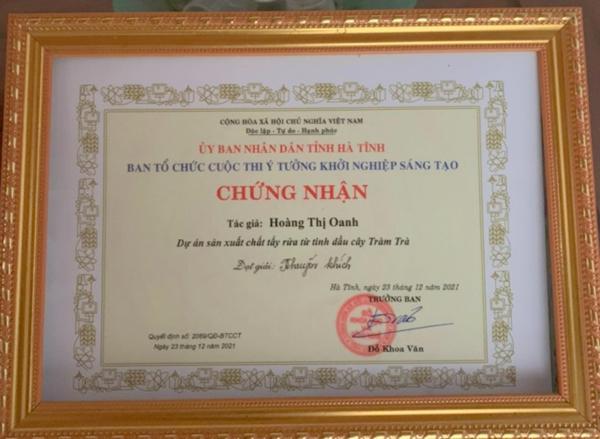 CỘNG HÒA XÃ HỘI CHỦ NGHĨA VIỆT NAM
Độc lập - Tự do - Hạnh phúc
ỦY BAN NHÂN DÂN TỈNH HÀ TĨNH
BAN TỔ CHỨC CUỘC THI Ý TƯỞNG KHỞI NGHIỆP SÁNG TẠO
CHỨNG NHẬN
Tác giả: Hoàng Thị Oanh
Dự án sản xuất chất tẩy rửa từ tinh dầu cây Tràm Trà
Đạt giải: Khuyến khích
Hà Tĩnh, ngày 23 tháng 12 năm 2021
TRƯỞNG BAN
Quyết định số: 2069/QĐ-BTCCT
Ngày 23 tháng 12 năm 2021
Đỗ Khoa Văn